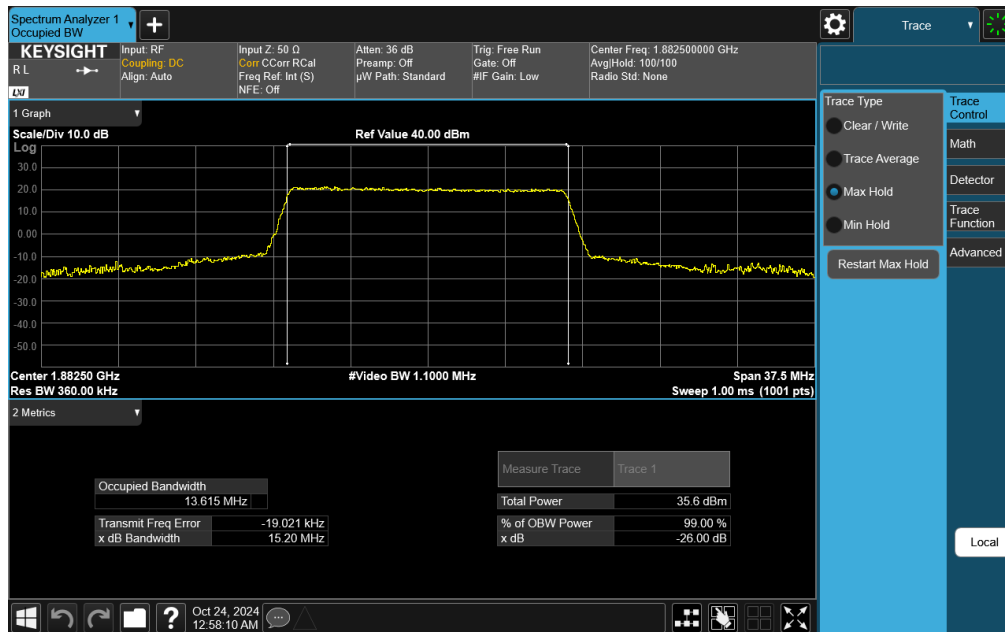 Spectrum Analyzer 1
Occupied BW
Trace
KEYSIGHT
R L
LXI
Input: RF
Coupling: DC
Align: Auto
Input Z: 50 Ω
Corr CCorr RCal
Freq Ref: Int (S)
NFE: Off
Atten: 36 dB
Preamp: Off
µW Path: Standard
Trig: Free Run
Gate: Off
#IF Gain: Low
Center Freq: 1.882500000 GHz
Avg|Hold: 100/100
Radio Std: None
1 Graph
Scale/Div 10.0 dB
Ref Value 40.00 dBm
Log
30.0
20.0
10.0
0.00
-10.0
-20.0
-30.0
-40.0
-50.0
Center 1.88250 GHz
#Video BW 1.1000 MHz
Span 37.5 MHz
Res BW 360.00 kHz
Sweep 1.00 ms (1001 pts)
2 Metrics
Measure Trace
Trace 1
Occupied Bandwidth
13.615 MHz
Total Power
35.6 dBm
Transmit Freq Error
-19.021 kHz
% of OBW Power
99.00 %
x dB Bandwidth
15.20 MHz
x dB
-26.00 dB
Trace Type
Clear / Write
Trace Average
Max Hold
Min Hold
Restart Max Hold
Trace
Control
Math
Detector
Trace
Function
Advanced
Local
?
Oct 24, 2024
12:58:10 AM